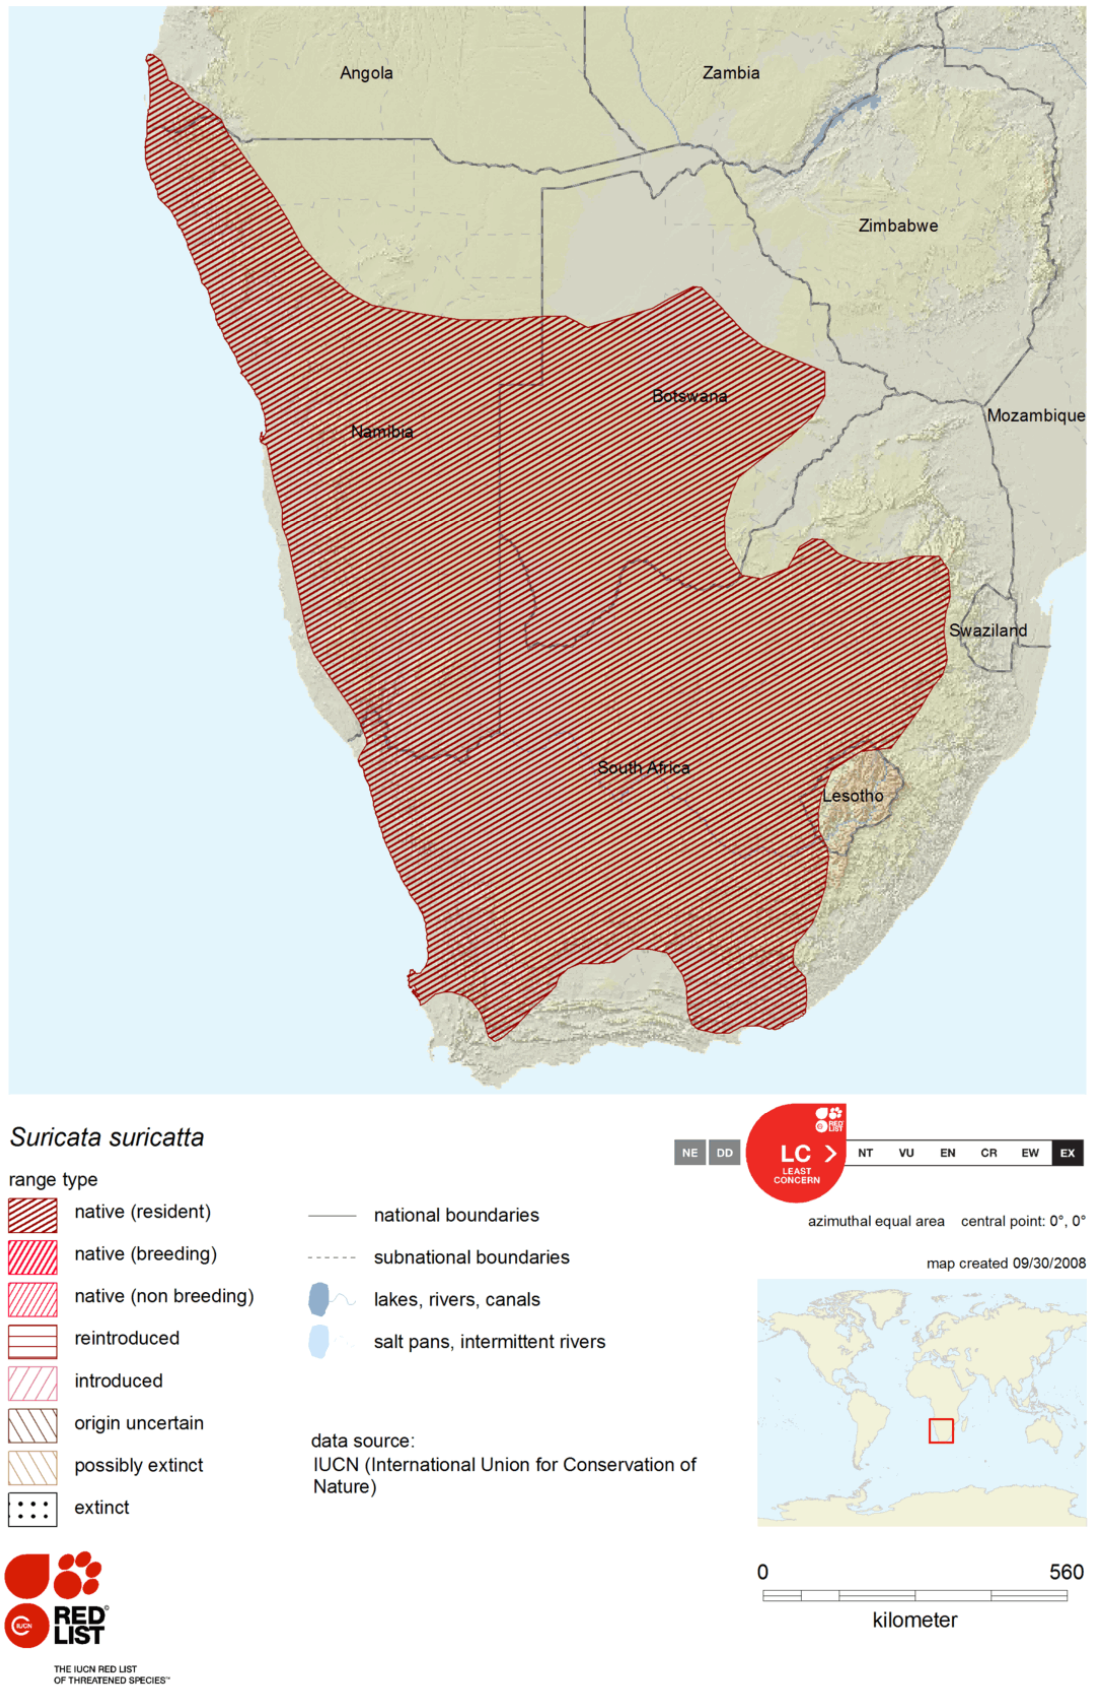 Angola
Zambia
Zimbabwe
Botswana
Mozambique
Namibia
Swaziland
South Africa
Lesotho
Suricata suricatta
range type
native (resident)
native (breeding)
native (non breeding)
reintroduced
introduced
origin uncertain
possibly extinct
extinct
national boundaries
subnational boundaries
lakes, rivers, canals
salt pans, intermittent rivers
data source:
IUCN (International Union for Conservation of
Nature)
NE DD LC NT VU EN CR EW EX
LEAST
CONCERN
RED
LIST
azimuthal equal area central point: 0°, 0°
map created 09/30/2008
0 560
kilometer
IUCN
RED
LIST
THE IUCN RED LIST
OF THREATENED SPECIES™